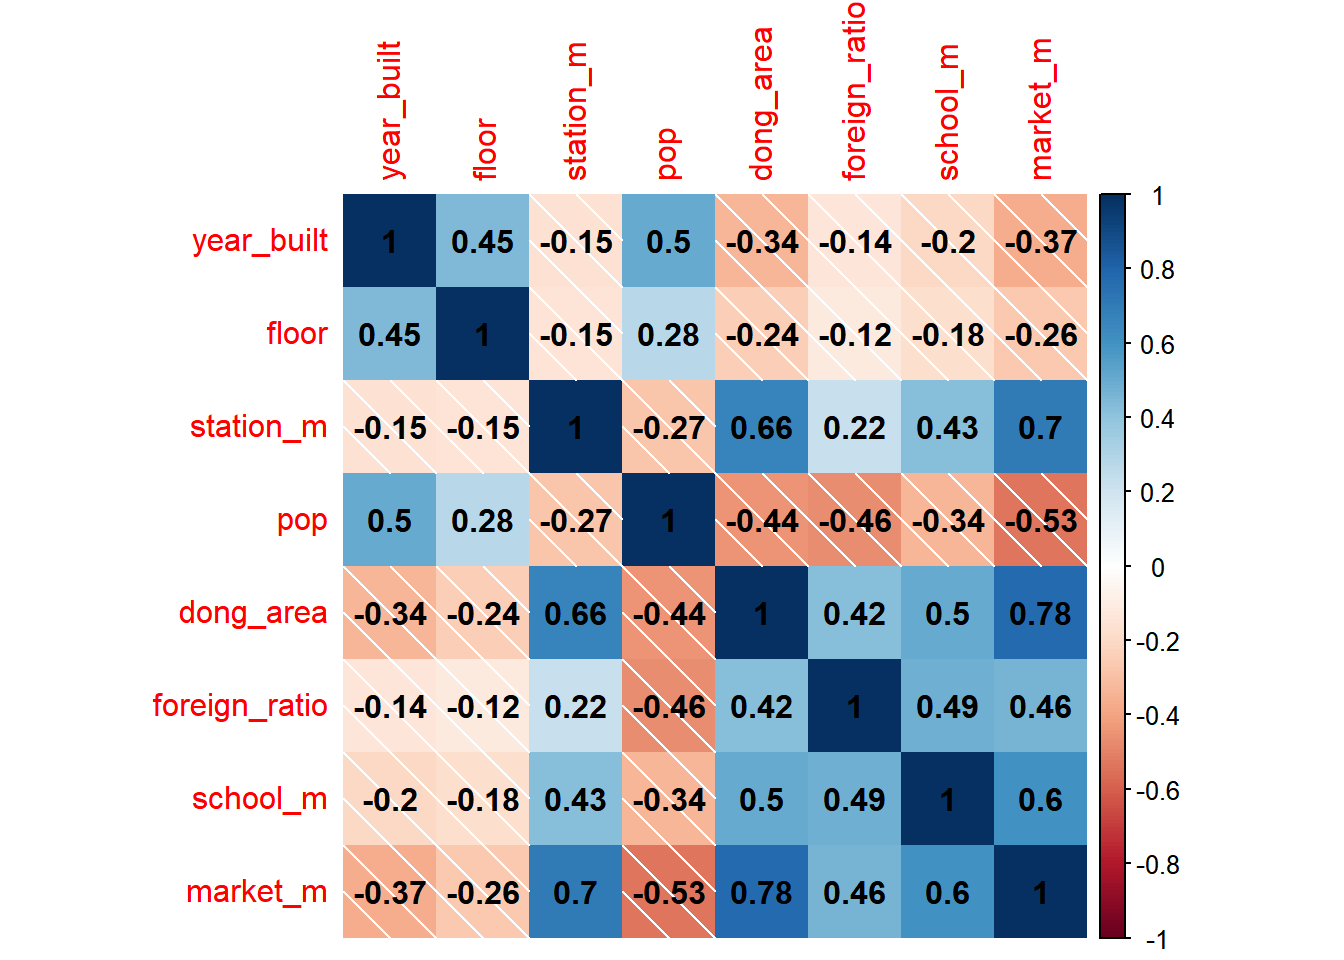 year_built floor station_m pop dong_area foreign_ratio school_m market_m
year_built 1 0.45 -0.15 0.5 -0.34 -0.14 -0.2 -0.37
floor 0.45 1 -0.15 0.28 -0.24 -0.12 -0.18 -0.26
station_m -0.15 -0.15 1 -0.27 0.66 0.22 0.43 0.7
pop 0.5 0.28 -0.27 1 -0.44 -0.46 -0.34 -0.53
dong_area -0.34 -0.24 0.66 -0.44 1 0.42 0.5 0.78
foreign_ratio -0.14 -0.12 0.22 -0.46 0.42 1 0.49 0.46
school_m -0.2 -0.18 0.43 -0.34 0.5 0.49 1 0.6
market_m -0.37 -0.26 0.7 -0.53 0.78 0.46 0.6 1
1
0.8
0.6
0.4
0.2
0
-0.2
-0.4
-0.6
-0.8
-1